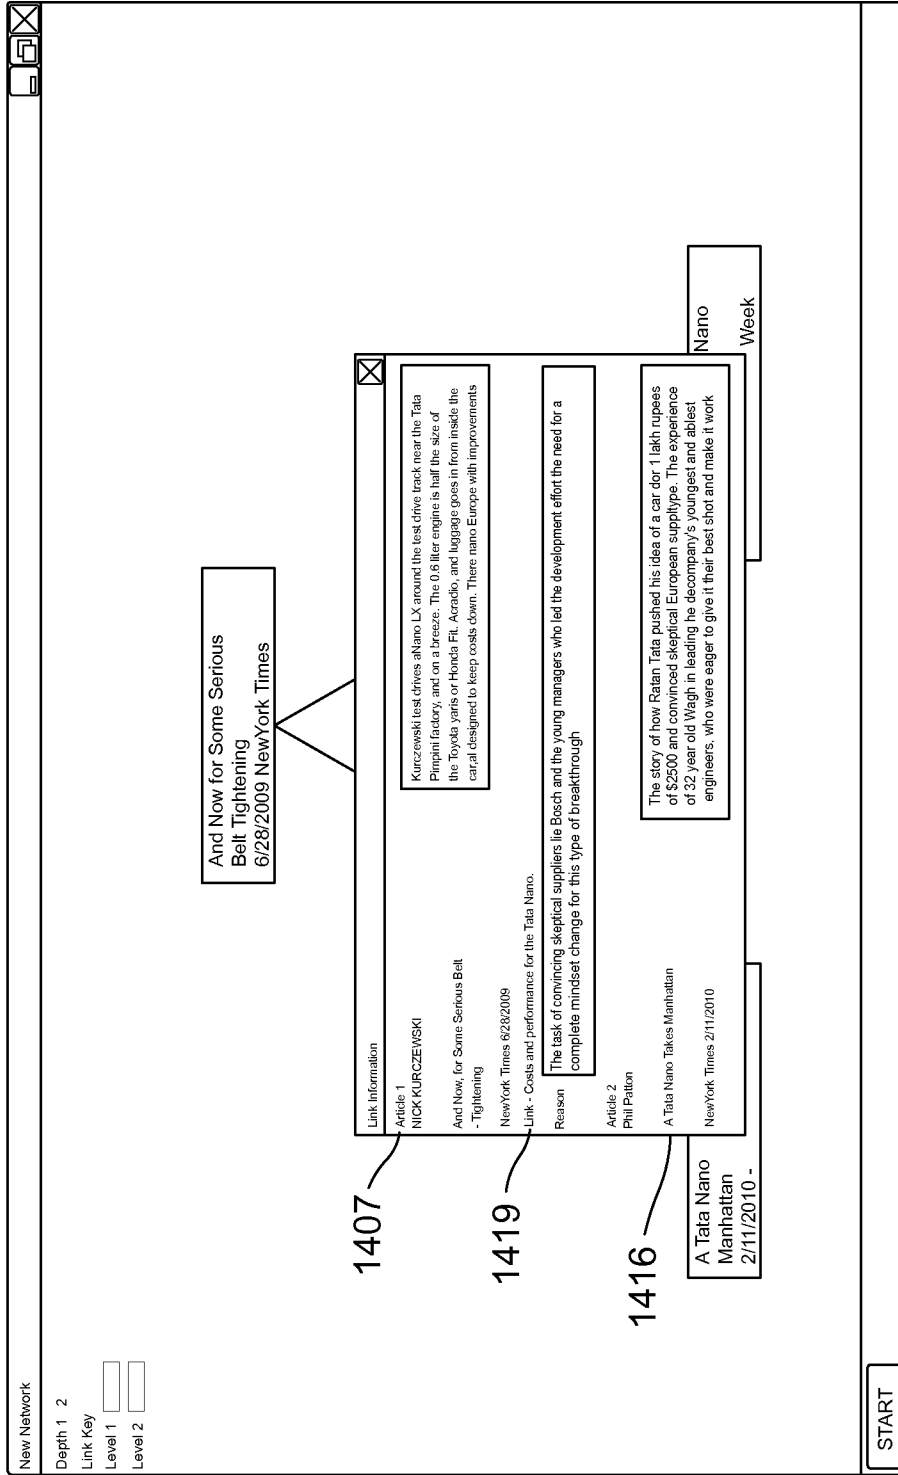 New Network
Depth 1 2
Link Key
Level 1
Level 2
And Now for Some Serious
Belt Tightening
6/28/2009 NewYork Times
Link Information
1407
Article 1
NICK KURCZEWSKI
And Now, for Some Serious Belt
- Tightening
NewYork Times 6/28/2009
Kurczewski test drives aNano LX around the test drive track near the Tata
Pimpini factory, and on a breeze. The 0.6 liter engine is half the size of
the Toyota yaris or Honda Fit. Acradio, and luggage goes in from inside the
car,al designed to keep costs down. There nano Europe with improvements
1419
Link - Costs and performance for the Tata Nano.
Reason
The task of convincing skeptical suppliers lie Bosch and the young managers who led the development effort the need for a
complete mindset change for this type of breakthrough
Article 2
Phil Patton
1416
A Tata Nano Takes Manhattan
NewYork Times 2/11/2010
The story of how Ratan Tata pushed his idea of a car dor 1 lakh rupees
of $2500 and convinced skeptical European suppltype. The experience
of 32 year old Wagh in leading he decompany's youngest and ablest
engineers, who were eager to give it their best shot and make it work
A Tata Nano
Manhattan
2/11/2010 -
Nano
Week
START